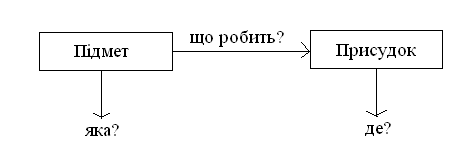 що робить?
Підмет
Присудок
яка?
де?